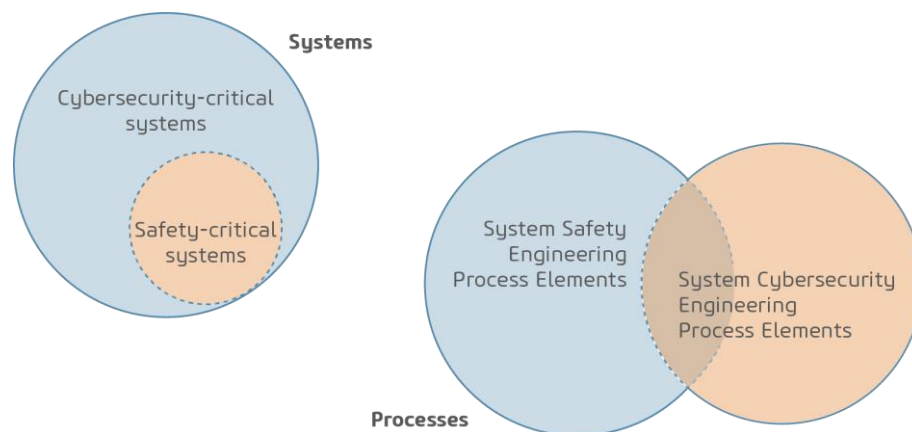 Systems
Cybersecurity-critical
systems
Safety-critical
systems
System Safety
Engineering
Process Elements
System Cybersecurity
Engineering
Process Elements
Processes